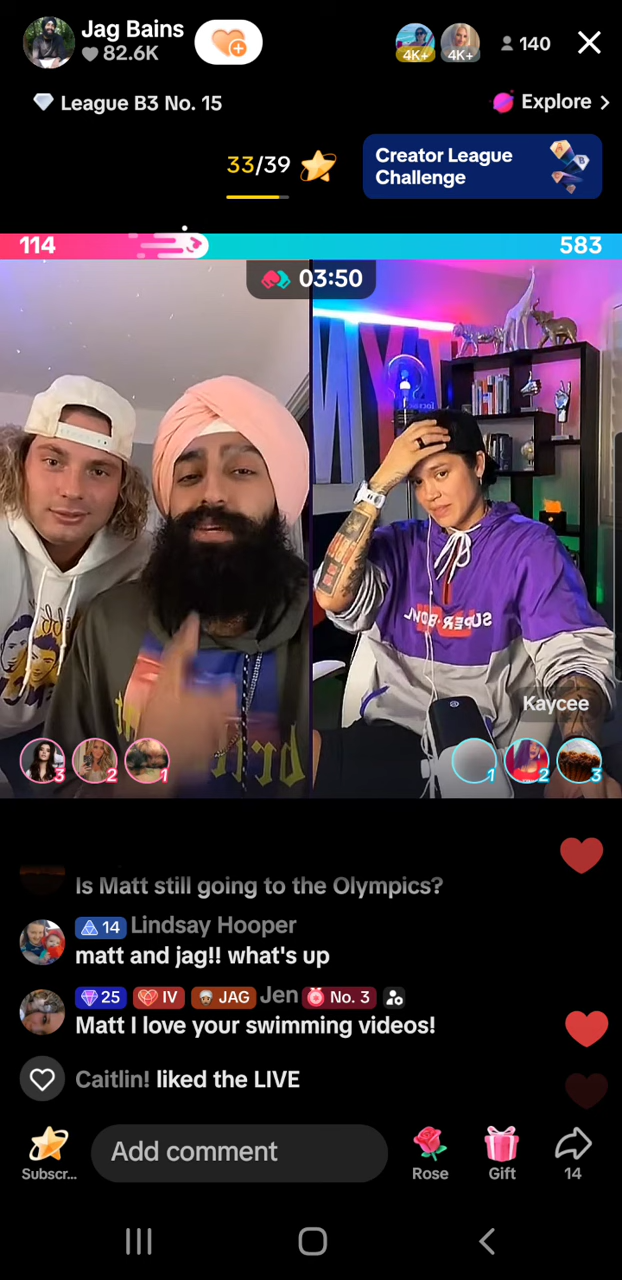 Jag Bains
82.6K
4K+
4K+
140
League B3 No. 15
Explore >
33/39
Creator League
Challenge
114
583
03:50
SUPER BOWL
Kaycee
3
2
1
1
2
3
Is Matt still going to the Olympics?
14 Lindsay Hooper
matt and jag!! what's up
25 IV JAG Jen No. 3
Matt I love your swimming videos!
Caitlin! liked the LIVE
Add comment
Subscr...
Rose
Gift
14